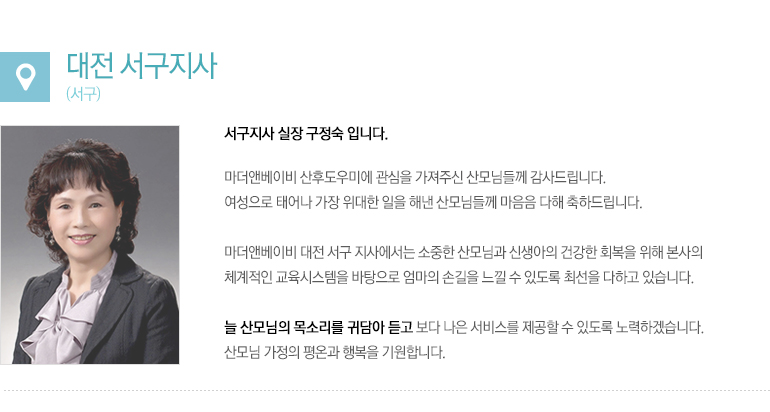 대전 서구지사
(서구)
서구지사 실장 구정숙 입니다.
마더앤베이비 산후도우미에 관심을 가져주신 산모님들께 감사드립니다.
여성으로 태어나 가장 위대한 일을 해낸 산모님들께 마음음 다해 축하드립니다.
마더앤베이비 대전 서구 지사에서는 소중한 산모님과 신생아의 건강한 회복을 위해 본사의
체계적인 교육시스템을 바탕으로 엄마의 손길을 느낄 수 있도록 최선을 다하고 있습니다.
늘 산모님의 목소리를 귀담아 듣고 보다 나은 서비스를 제공할 수 있도록 노력하겠습니다.
산모님 가정의 평온과 행복을 기원합니다.